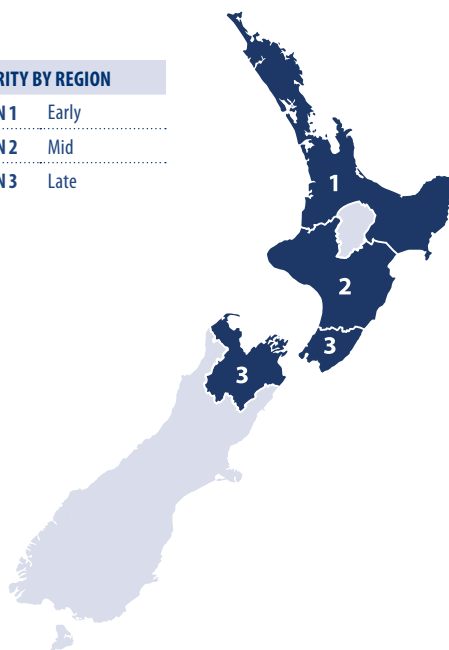 RITY BY REGION
N 1 Early
N 2 Mid
N 3 Late
1
2
3
3